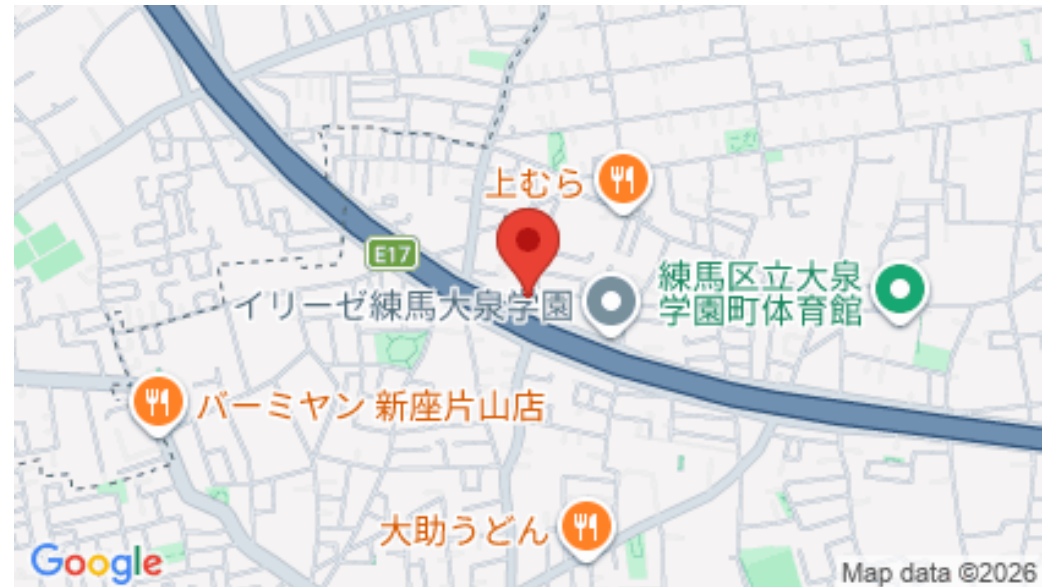 こだ
上むら
E17
練馬区立大泉
学園町体育館
イリーゼ練馬大泉学園
バーミヤン 新座片山店
大助うどん
Google
Map data ©2026